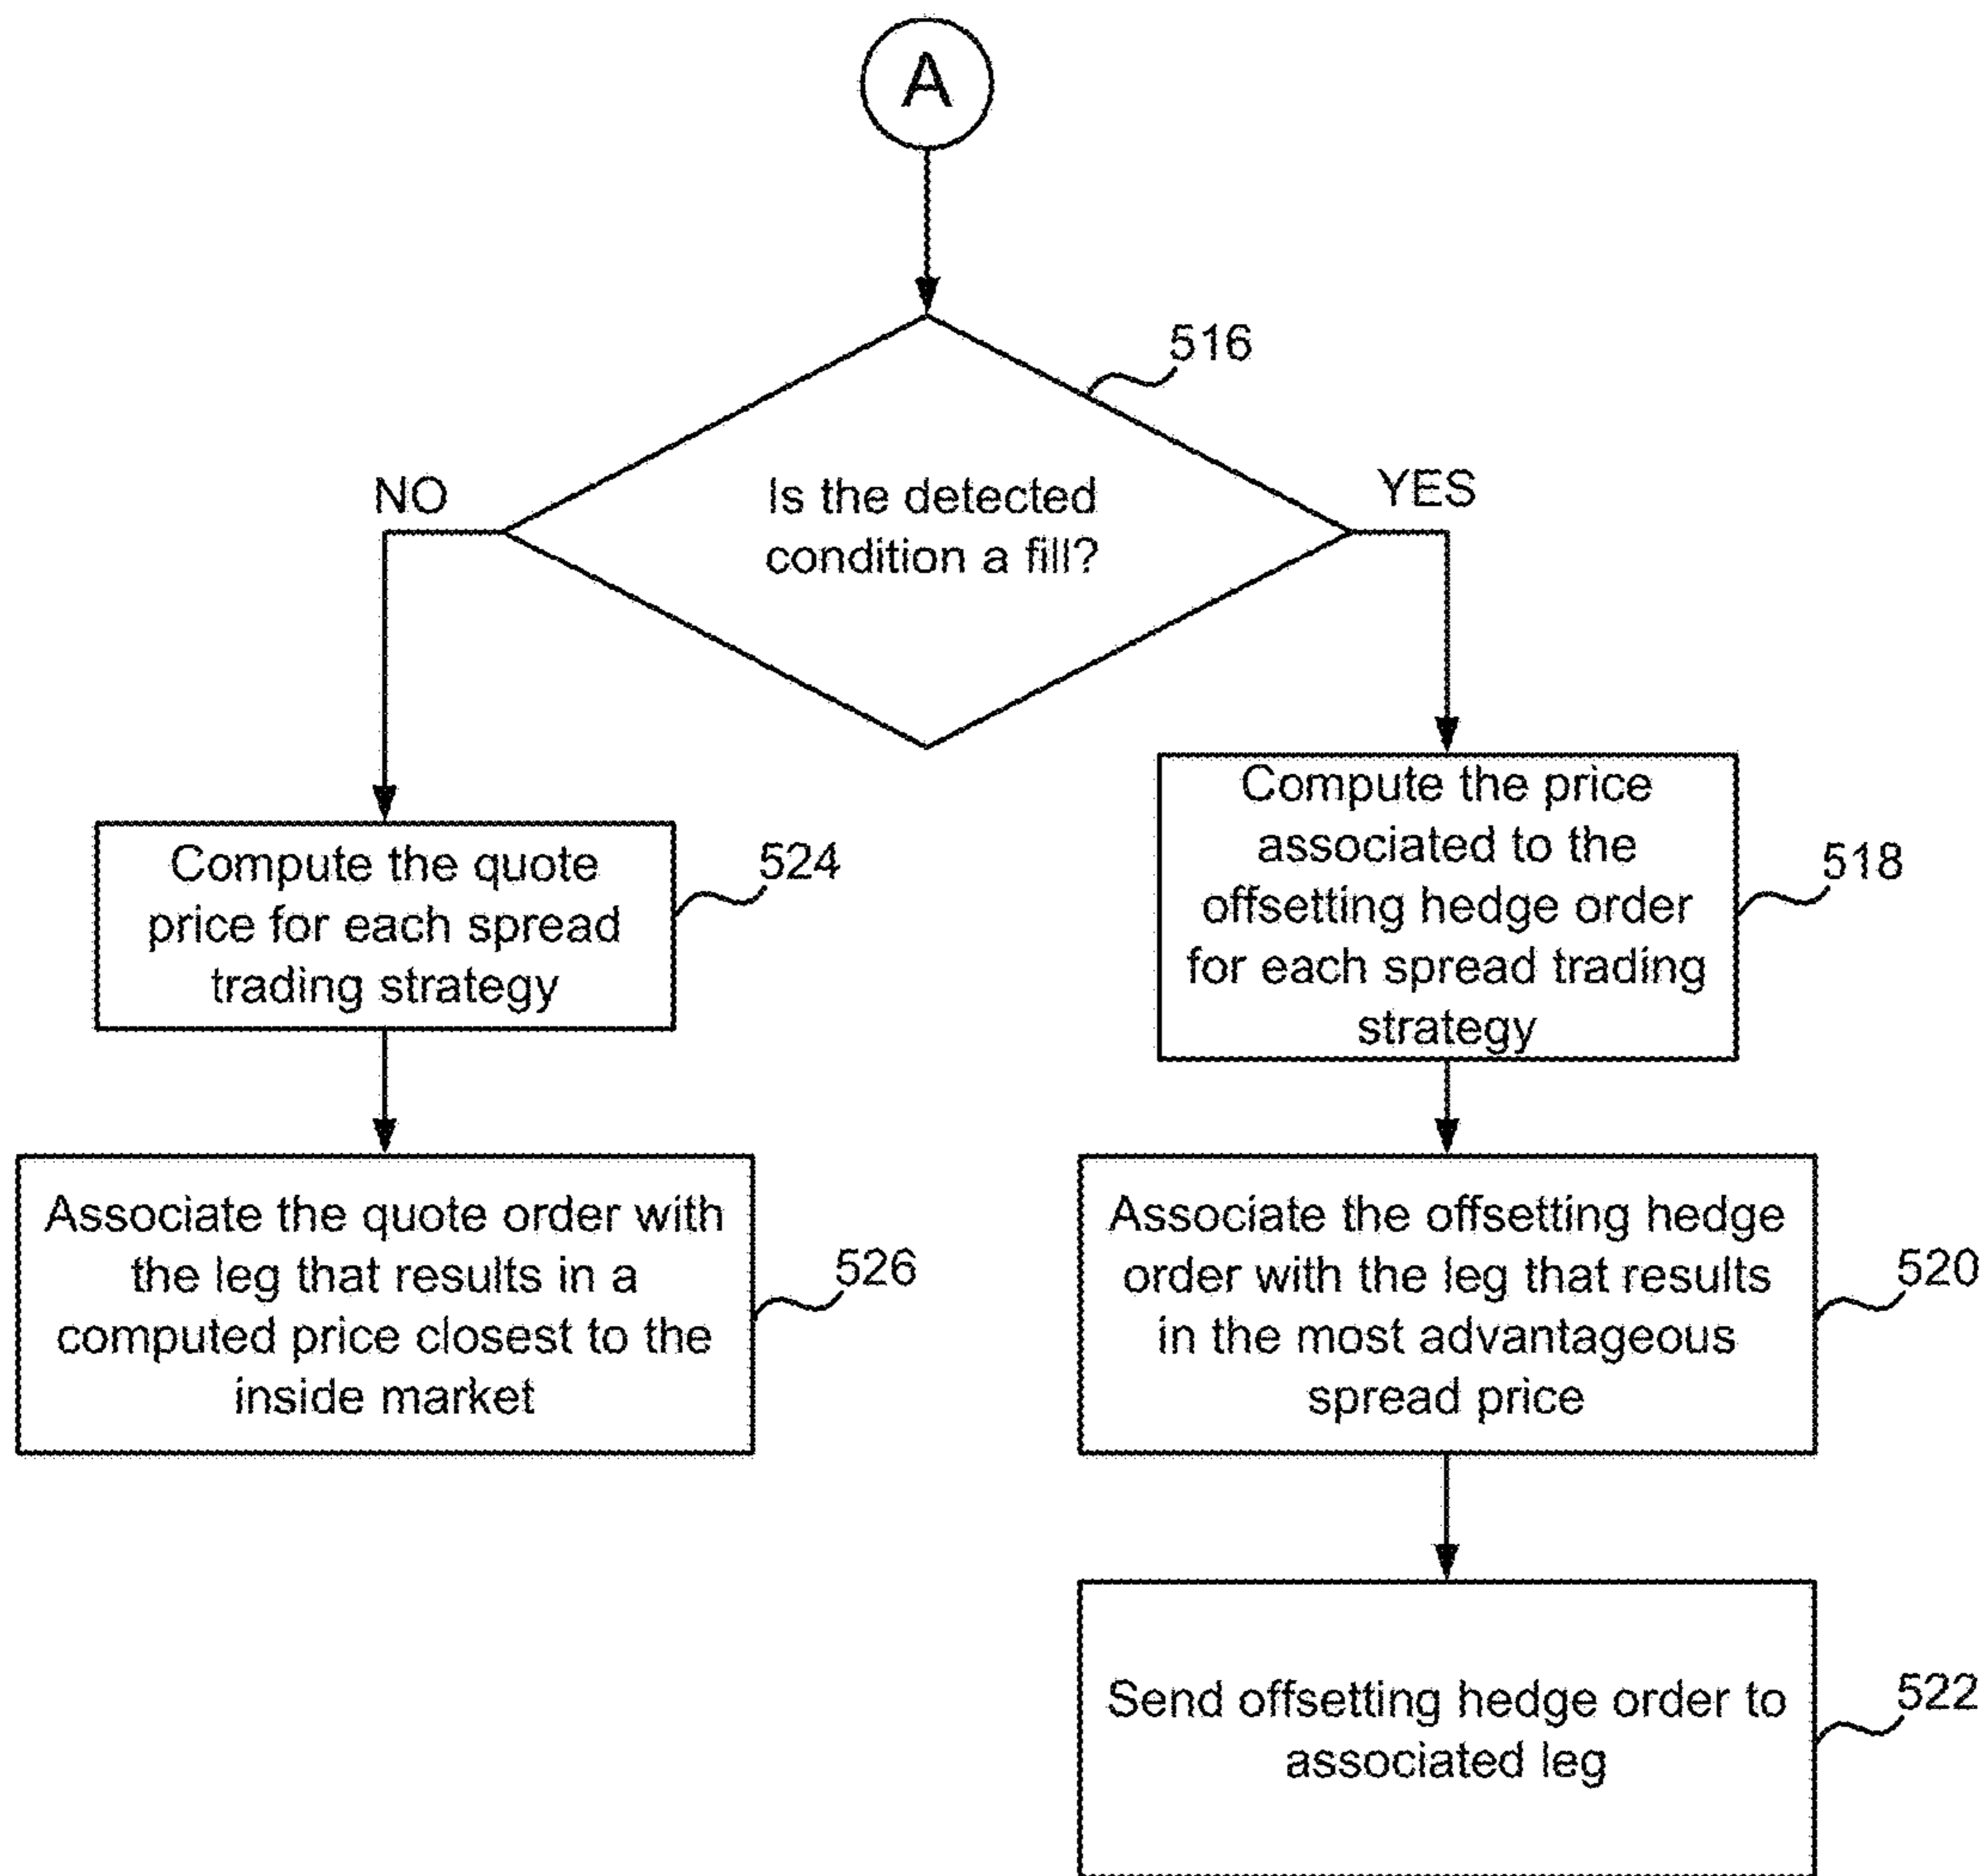 A
516
Is the detected
condition a fill?
NO
YES
Compute the quote
price for each spread
trading strategy
524
Compute the price
associated to the
offsetting hedge order
for each spread trading
strategy
518
Associate the quote order with
the leg that results in a
computed price closest to the
inside market
526
Associate the offsetting hedge
order with the leg that results
in the most advantageous
spread price
520
Send offsetting hedge order to
associated leg
522